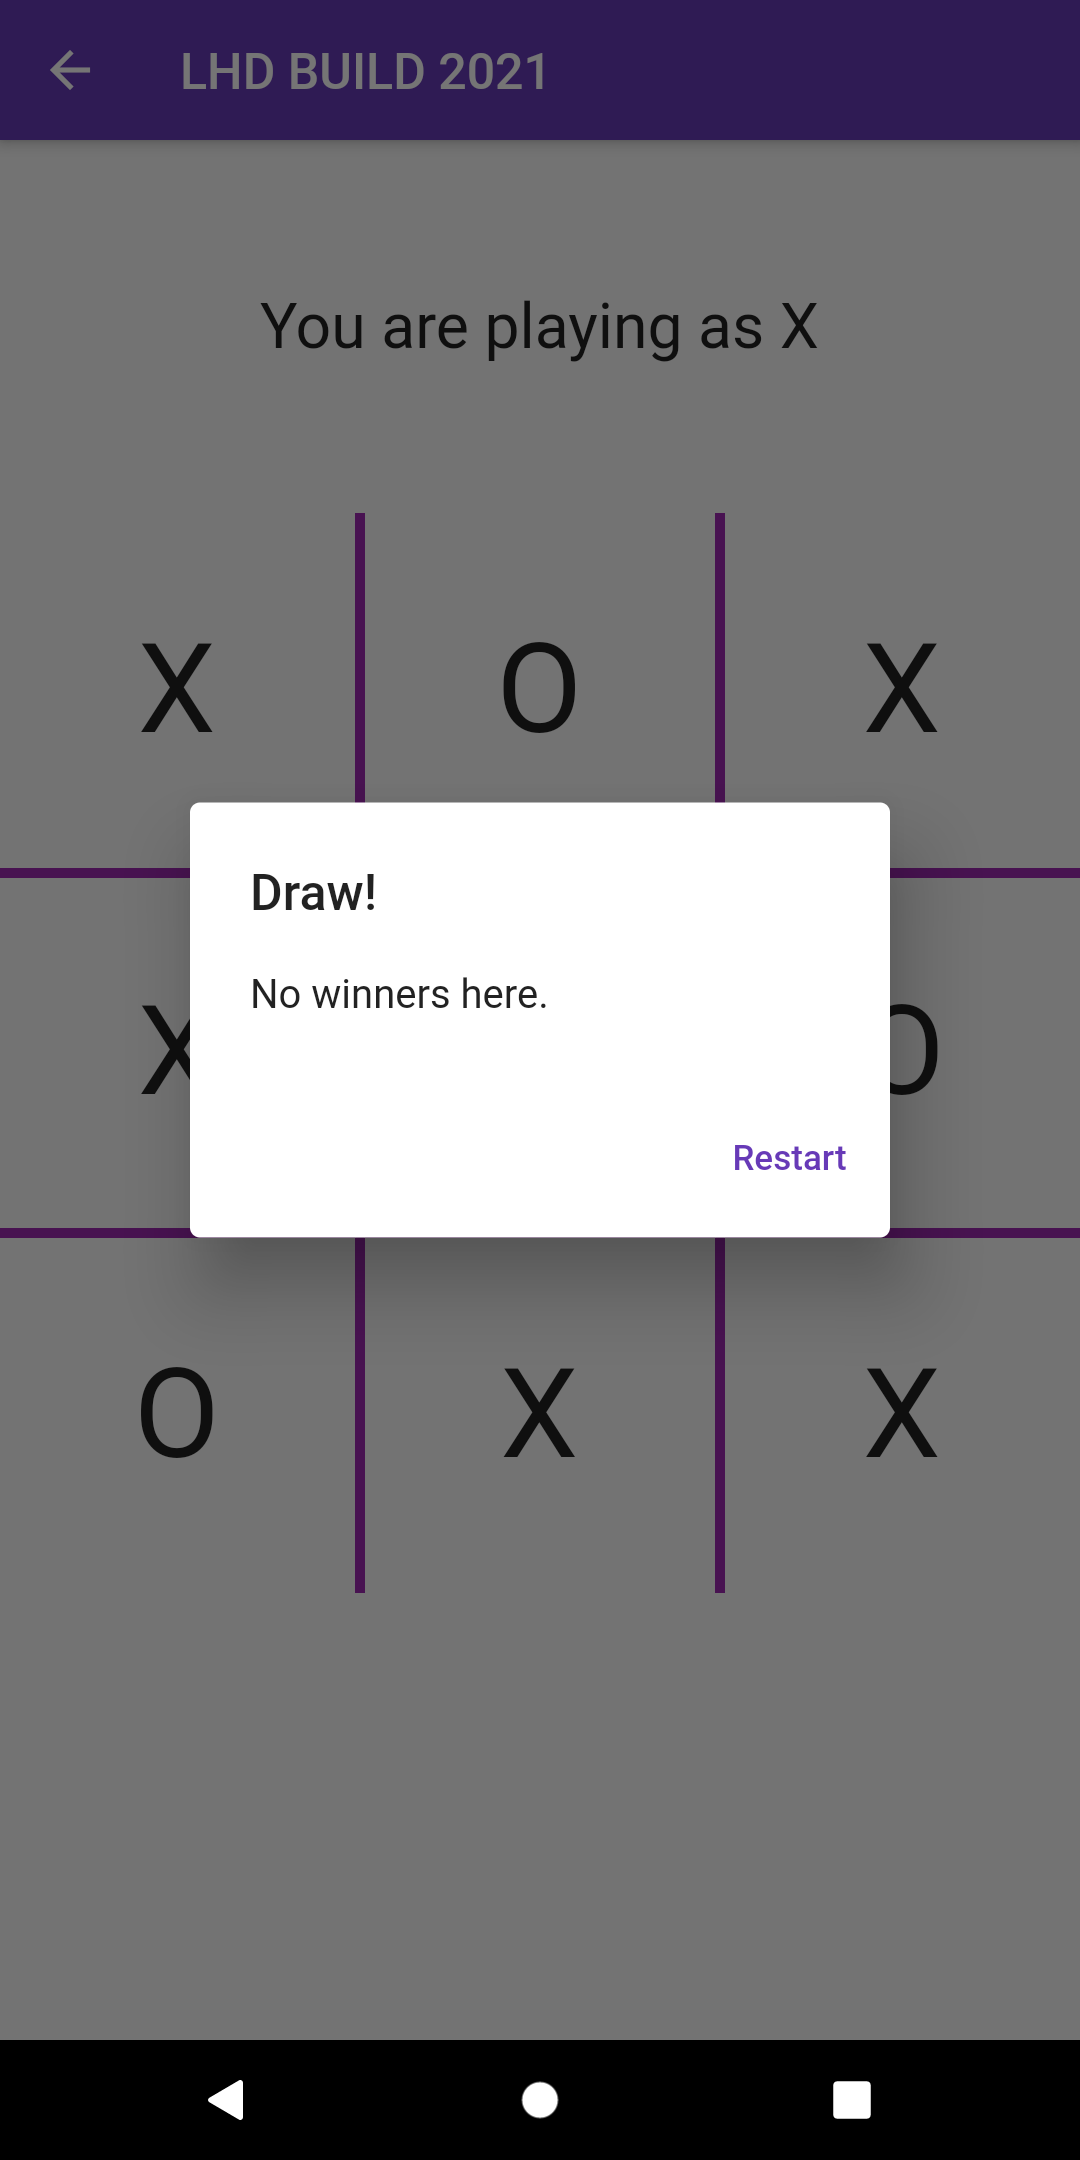 LHD BUILD 2021
You are playing as X
X O X
Draw!
No winners here.
X O
Restart
O X X